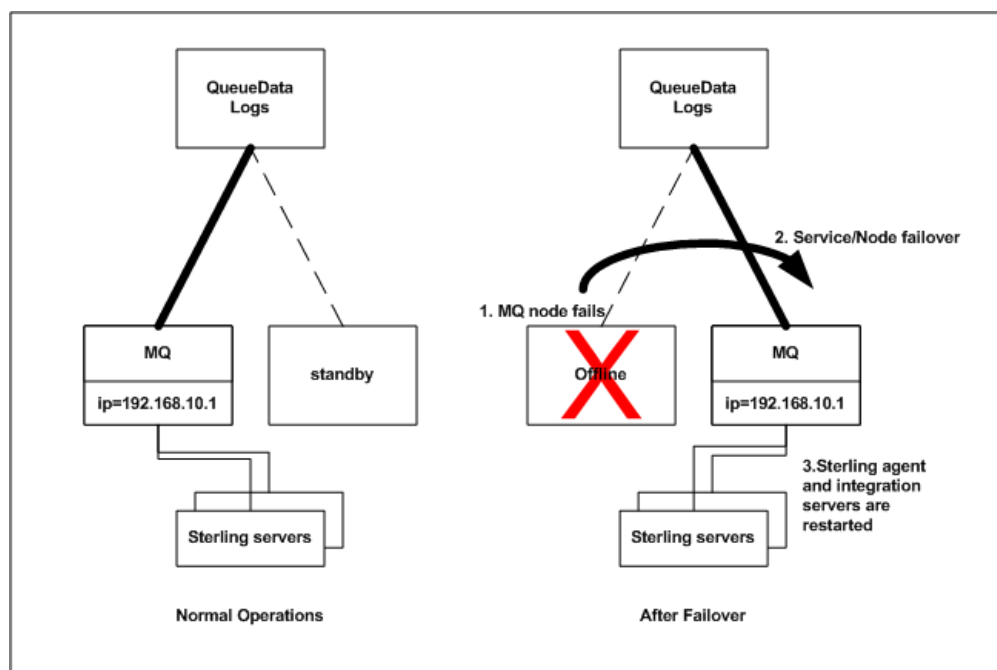 QueueData
Logs
MQ
ip=192.168.10.1
standby
Sterling servers
Normal Operations
QueueData
Logs
2. Service/Node failover
1. MQ node fails
Offline
MQ
ip=192.168.10.1
3.Sterling agent
and integration
servers are
restarted
Sterling servers
After Failover